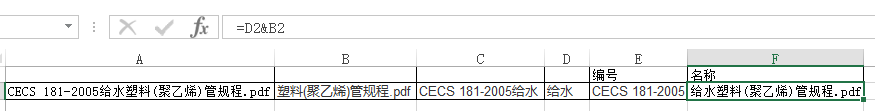 fx =D2&B2
A B C D E F
编号 名称
CECS 181-2005给水塑料(聚乙烯)管规程.pdf 塑料(聚乙烯)管规程.pdf CECS 181-2005给水 给水 CECS 181-2005 给水塑料(聚乙烯)管规程.pdf